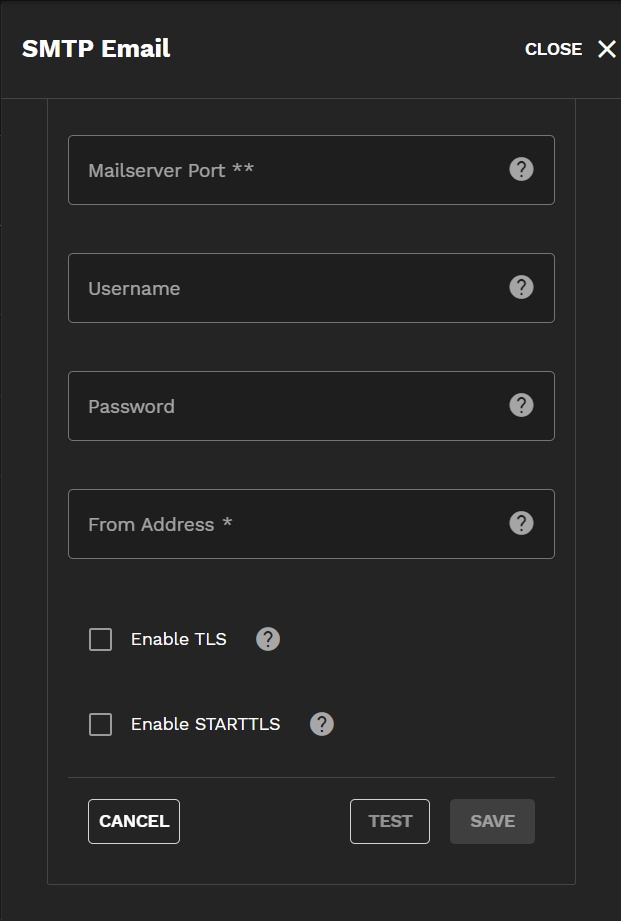 SMTP Email
CLOSE
Mailserver Port **
Username
Password
From Address *
Enable TLS
Enable STARTTLS
CANCEL
TEST
SAVE